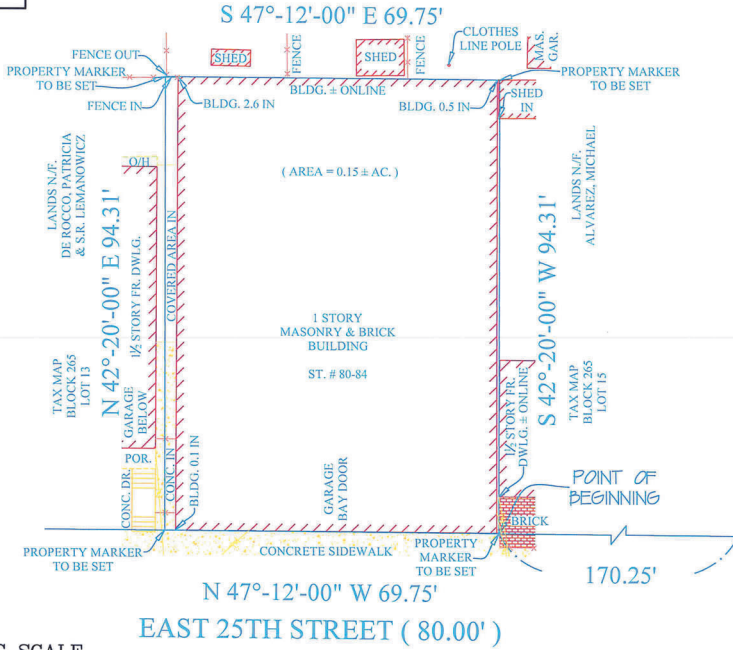 S 47°-12'-00" E 69.75'
FENCE OUT
PROPERTY MARKER
TO BE SET
FENCE IN
BLDG. 2.6 IN
SHED
FENCE
SHED
FENCE
CLOTHES
LINE POLE
MAS.
GAR.
PROPERTY MARKER
TO BE SET
BLDG. ± ONLINE
BLDG. 0.5 IN
SHED
IN
O/H
( AREA = 0.15 ± AC. )
LANDS N./F.
DE ROCCO, PATRICIA
& S.R. LEMANOWICZ
N 42°-20'-00" E 94.31'
1½ STORY FR. DWLG.
COVERED AREA IN
LANDS N./F.
ALVAREZ, MICHAEL
S 42°-20'-00" W 94.31'
1 STORY
MASONRY & BRICK
BUILDING
ST. # 80-84
TAX MAP
BLOCK 265
LOT 13
GARAGE
BELOW
TAX MAP
BLOCK 265
LOT 15
1½ STORY FR.
DWLG. ± ONLINE
POR.
CONC. DR.
CONC. IN
BLDG. 0.1 IN
GARAGE
BAY DOOR
POINT OF
BEGINNING
BRICK
PROPERTY MARKER
TO BE SET
CONCRETE SIDEWALK
PROPERTY
MARKER
TO BE SET
170.25'
N 47°-12'-00" W 69.75'
EAST 25TH STREET ( 80.00' )